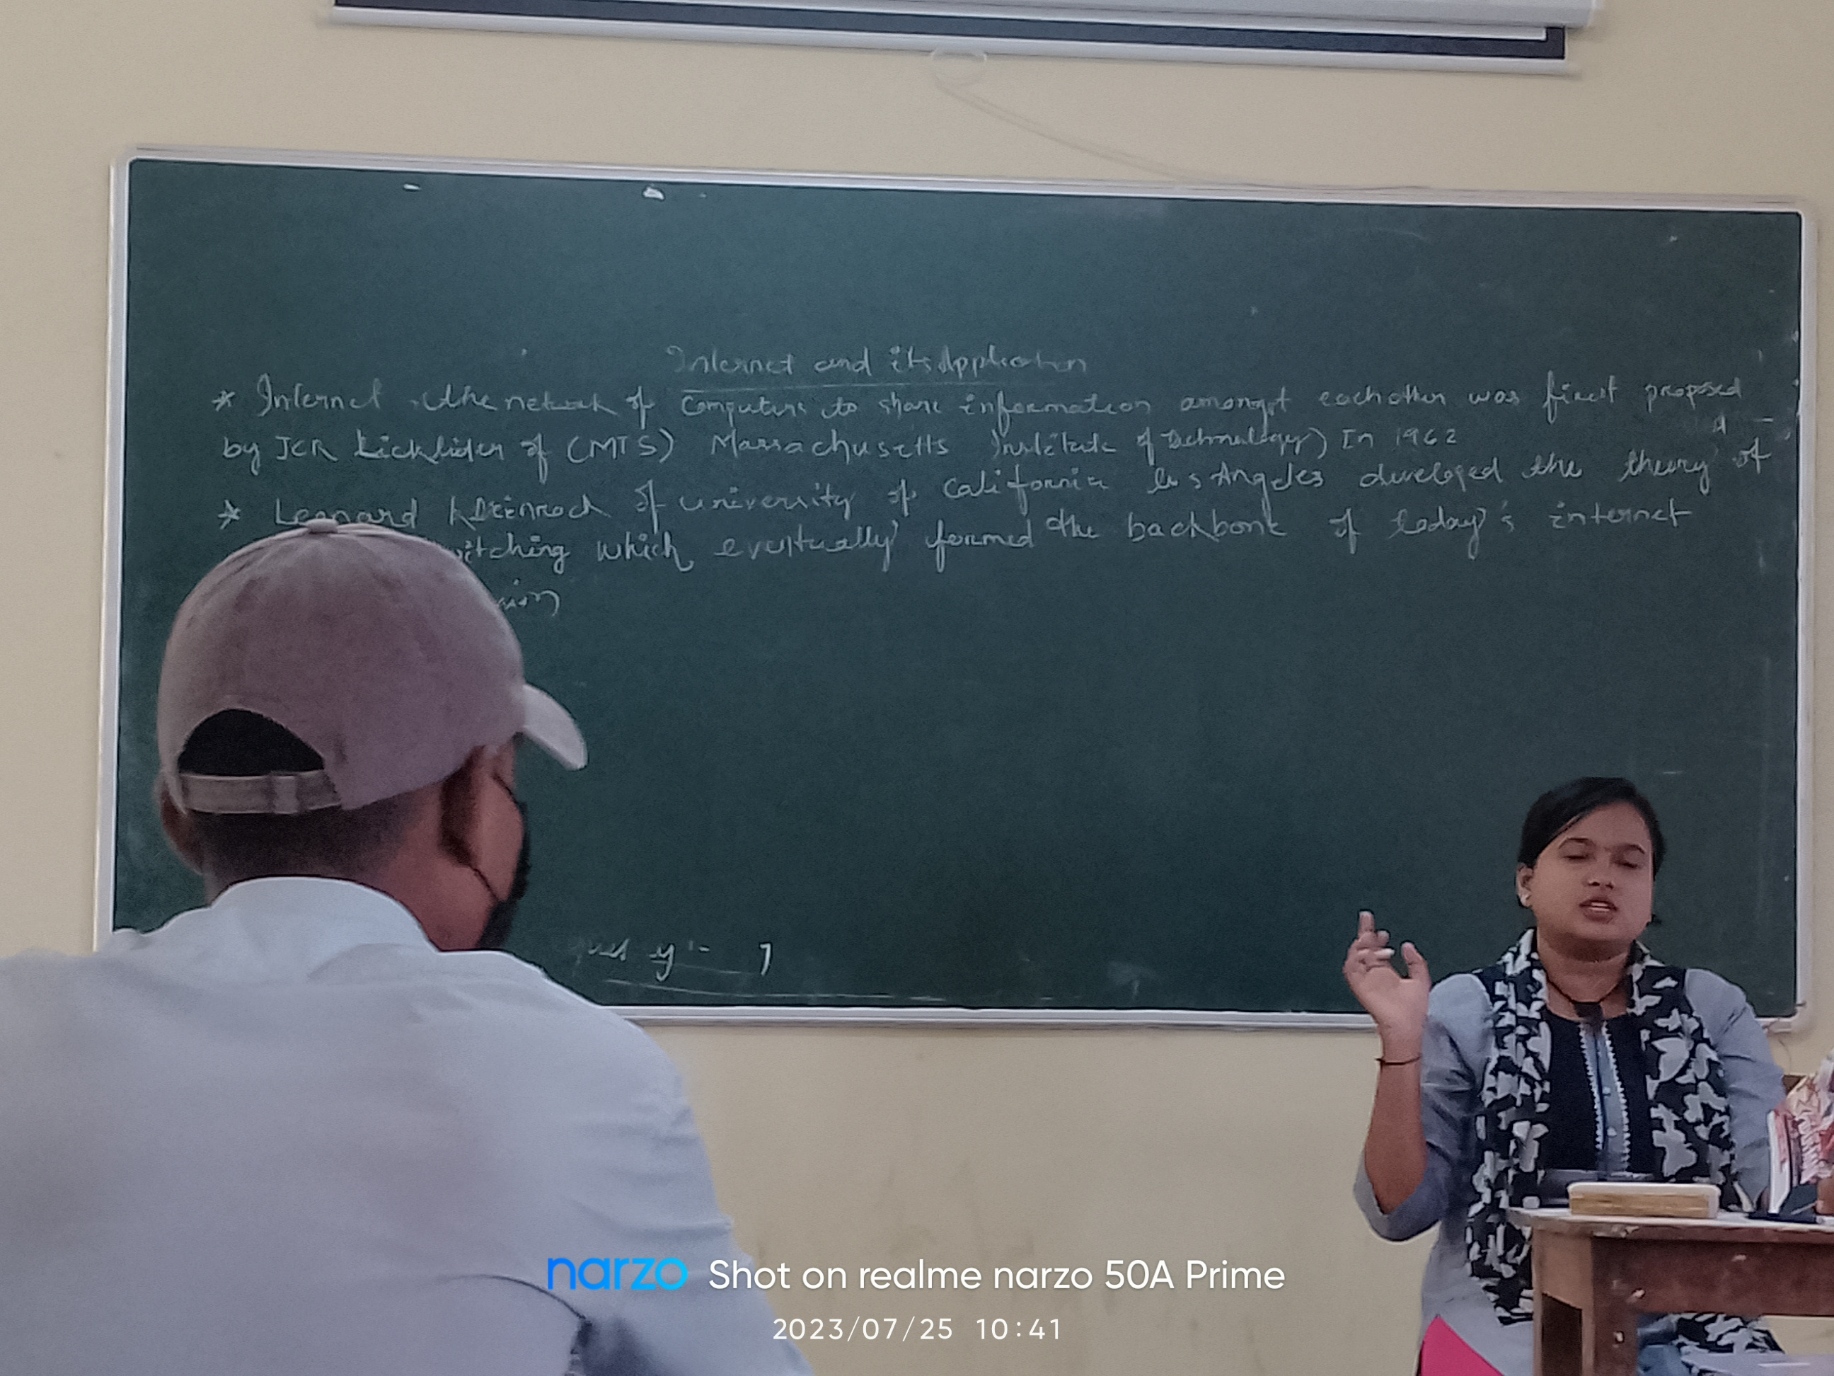 Internet and its Application
* Internet, the network of Computers to share information amongst each other was first proposed
by JCR Licklider of (MTS) Massachusetts Institute of Technology) In 1962
* Leonard of university of California los Angeles developed the theory of
witching which eventually formed the backbone of today's internet
narzo Shot on realme narzo 50A Prime
2023/07/25 10:41